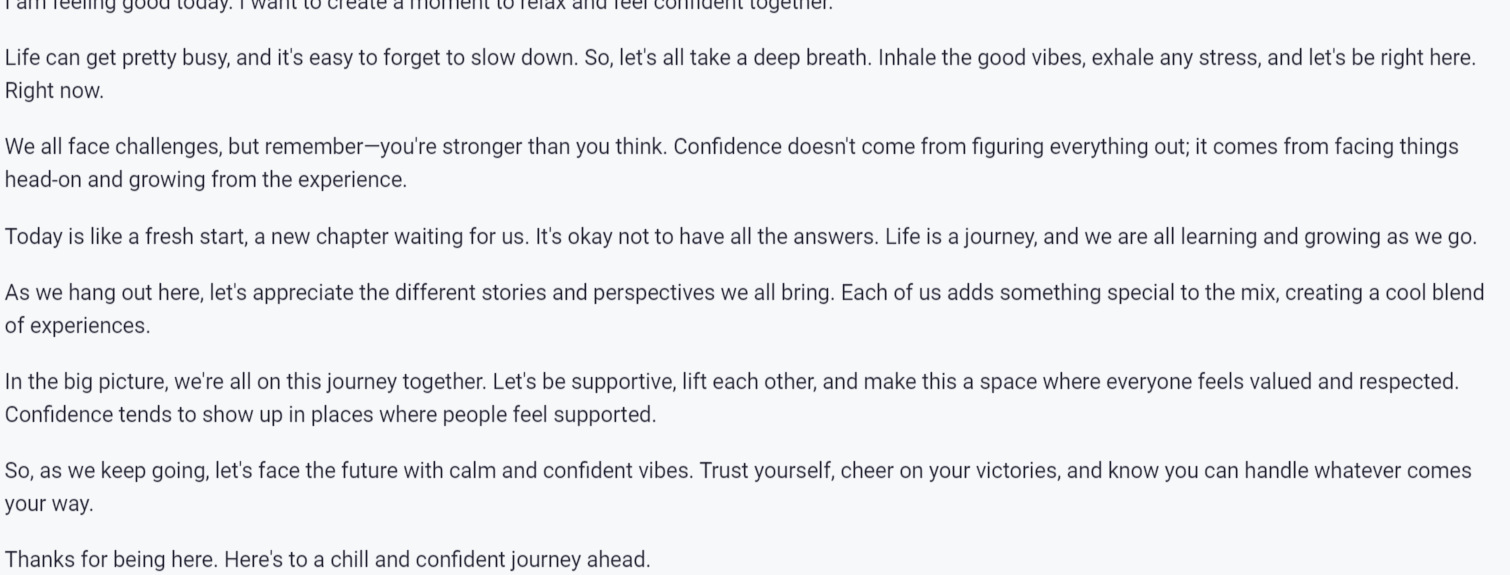 I am feeling good today. I want to create a moment to relax and feel confident together.
Life can get pretty busy, and it's easy to forget to slow down. So, let's all take a deep breath. Inhale the good vibes, exhale any stress, and let's be right here.
Right now.
We all face challenges, but remember—you're stronger than you think. Confidence doesn't come from figuring everything out; it comes from facing things
head-on and growing from the experience.
Today is like a fresh start, a new chapter waiting for us. It's okay not to have all the answers. Life is a journey, and we are all learning and growing as we go.
As we hang out here, let's appreciate the different stories and perspectives we all bring. Each of us adds something special to the mix, creating a cool blend
of experiences.
In the big picture, we're all on this journey together. Let's be supportive, lift each other, and make this a space where everyone feels valued and respected.
Confidence tends to show up in places where people feel supported.
So, as we keep going, let's face the future with calm and confident vibes. Trust yourself, cheer on your victories, and know you can handle whatever comes
your way.
Thanks for being here. Here's to a chill and confident journey ahead.